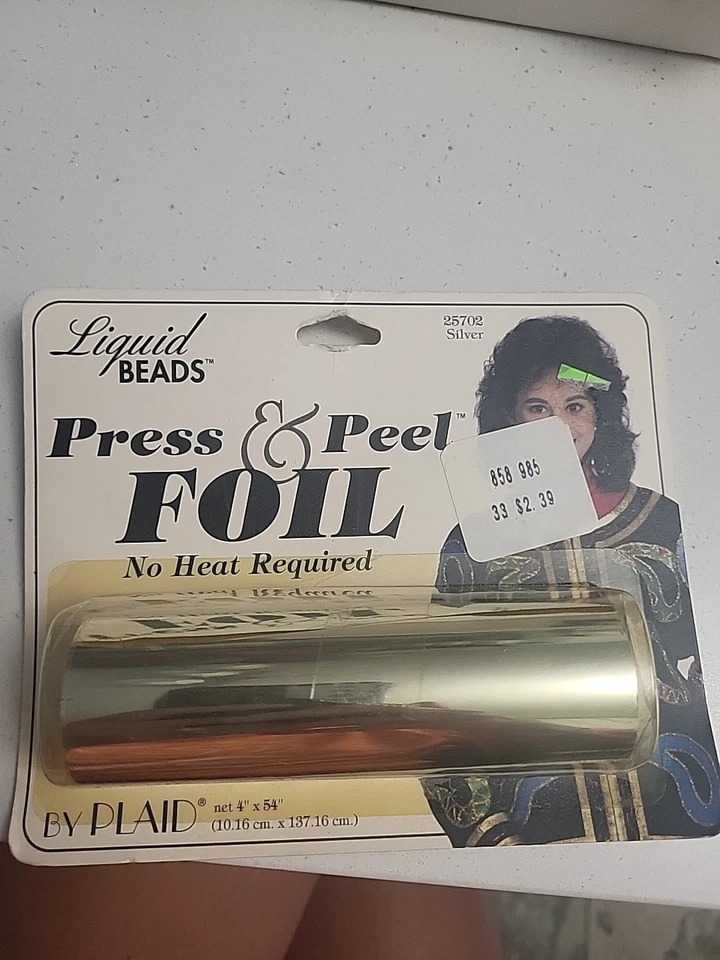 Liquid
BEADS™
25702
Silver
Press & Peel™
FOIL
No Heat Required
858 985
33 $2.39
BY PLAID® net 4" x 54"
(10.16 cm. x 137.16 cm.)